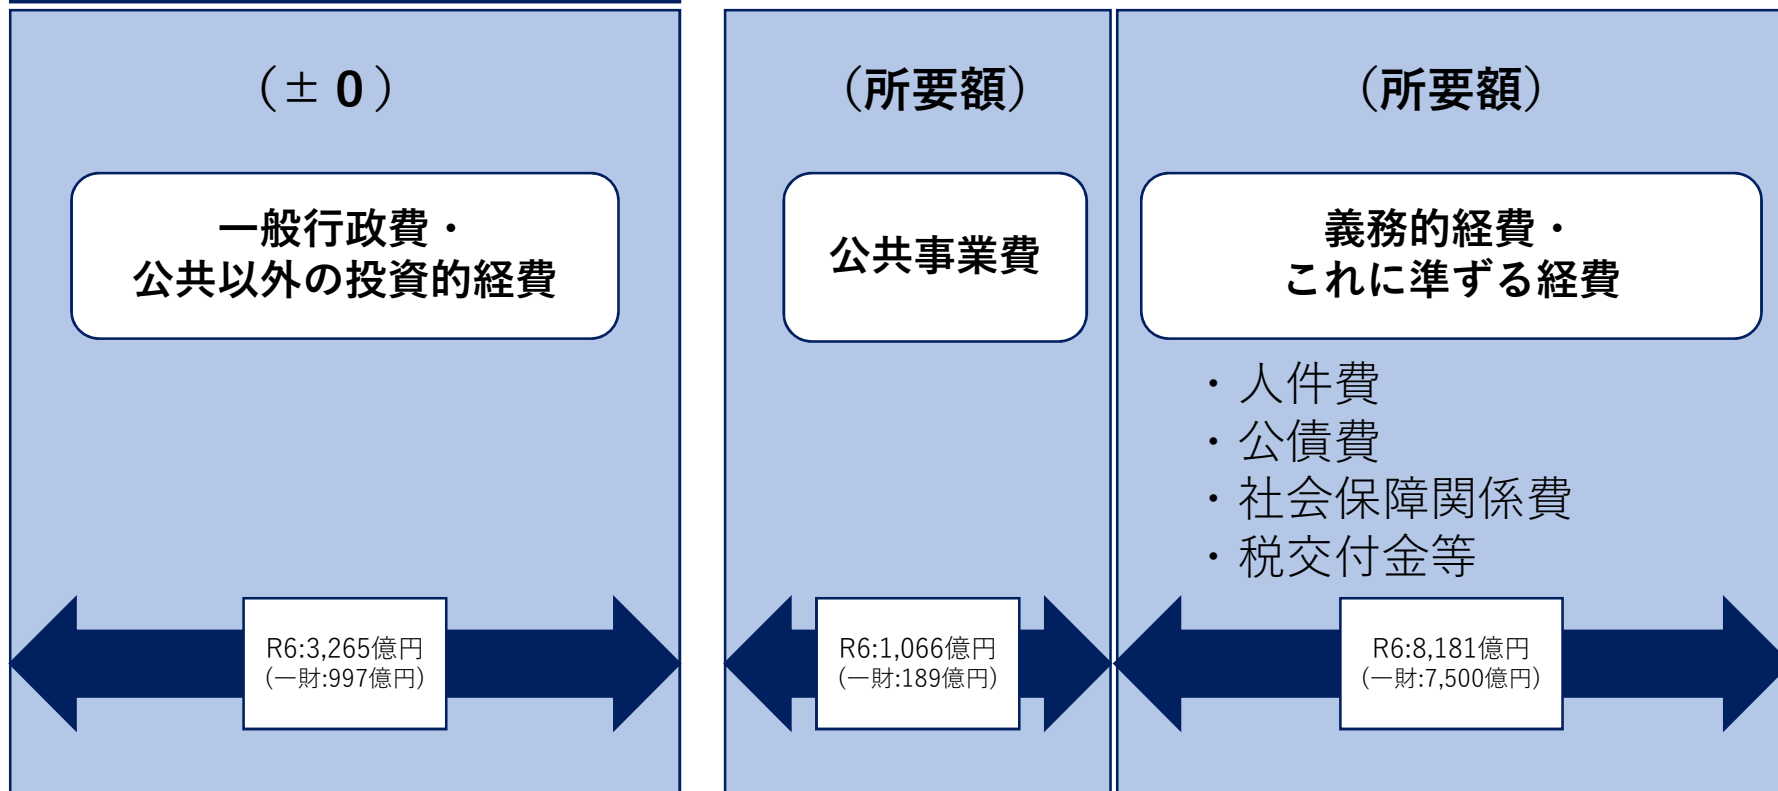 （± 0）
一般行政費・
公共以外の投資的経費
R6:3,265億円
(一財:997億円)
（所要額）
公共事業費
R6:1,066億円
(一財:189億円)
（所要額）
義務的経費・
これに準ずる経費
・人件費
・公債費
・社会保障関係費
・税交付金等
R6:8,181億円
(一財:7,500億円)